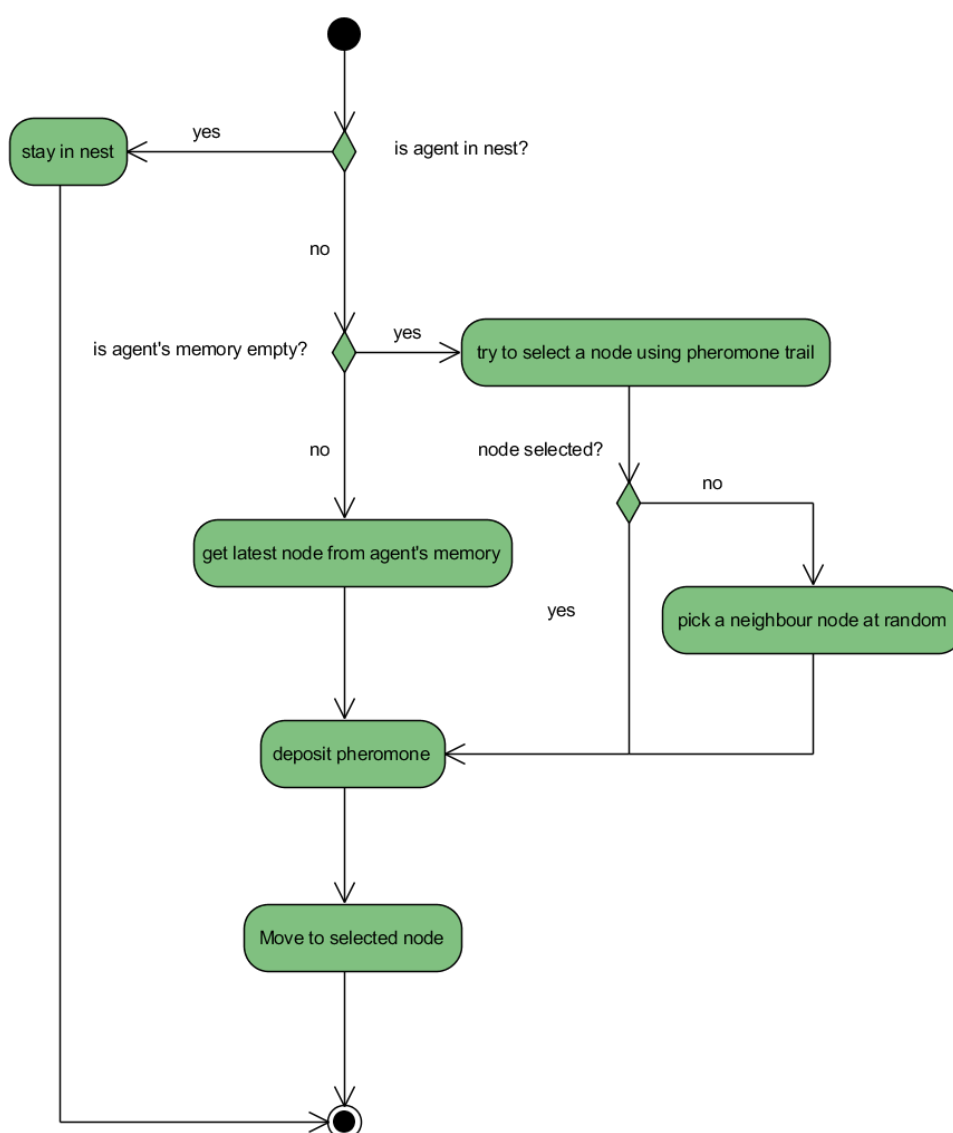 yes
stay in nest
is agent in nest?
no
is agent's memory empty?
yes
try to select a node using pheromone trail
no
node selected?
no
get latest node from agent's memory
yes
pick a neighbour node at random
deposit pheromone
Move to selected node